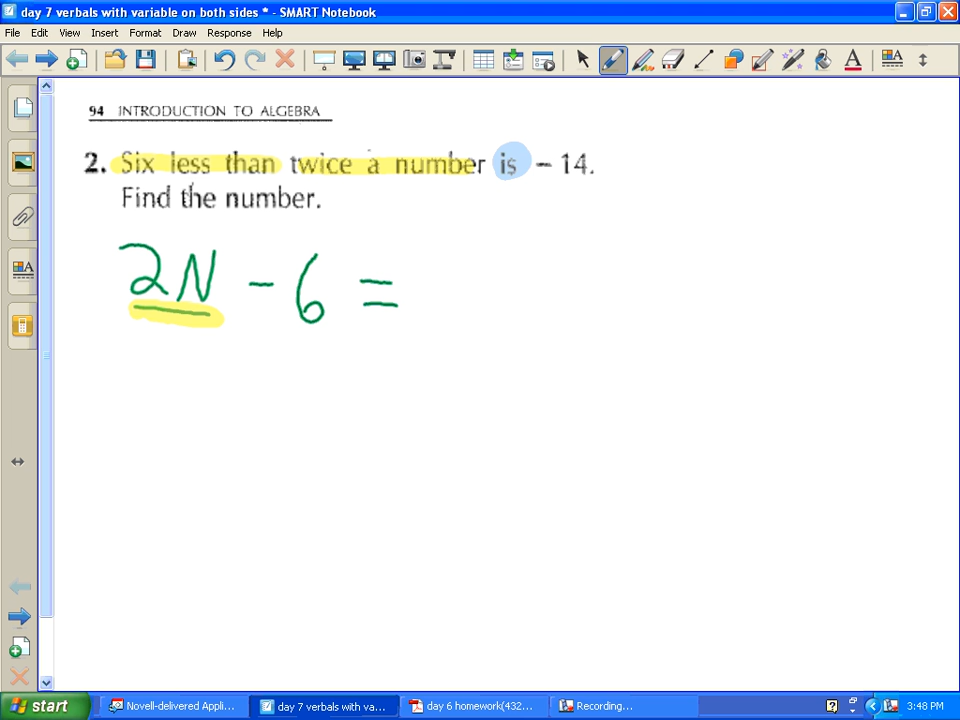 day 7 verbals with variable on both sides * - SMART Notebook
File Edit View Insert Format Draw Response Help
94 INTRODUCTION TO ALGEBRA
2. Six less than twice a number is - 14.
Find the number.
2N - 6 =
start Novell-delivered Appli... day 7 verbals with va... day 6 homework(432... Recording... 3:48 PM